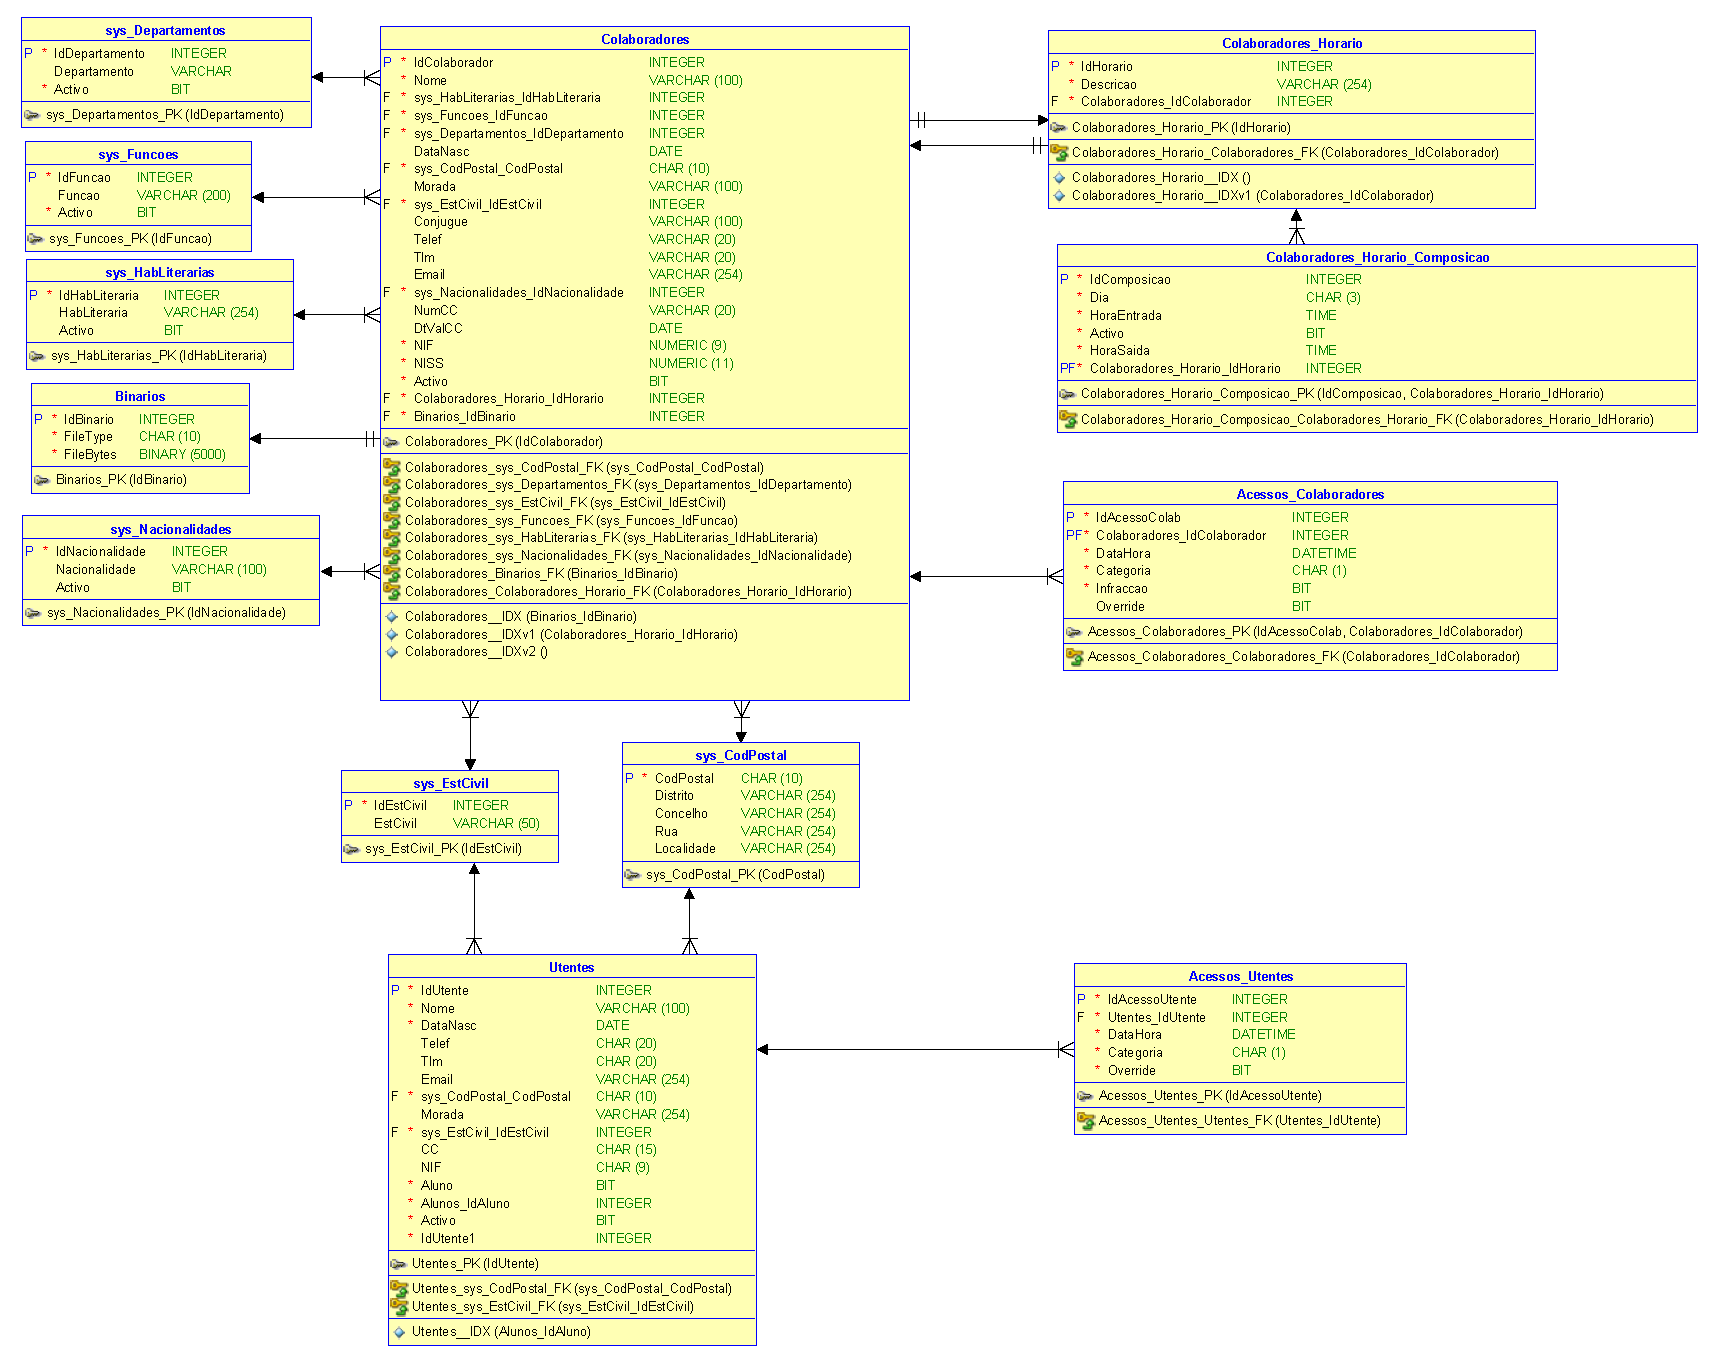 sys_Departamentos
P * IdDepartamento INTEGER
Departamento VARCHAR
* Activo BIT
sys_Departamentos_PK (IdDepartamento)
sys_Funcoes
P * IdFuncao INTEGER
Funcao VARCHAR (200)
* Activo BIT
sys_Funcoes_PK (IdFuncao)
sys_HabLiterarias
P * IdHabLiteraria INTEGER
HabLiteraria VARCHAR (254)
Activo BIT
sys_HabLiterarias_PK (IdHabLiteraria)
Binarios
P * IdBinario INTEGER
* FileType CHAR (10)
* FileBytes BINARY (5000)
Binarios_PK (IdBinario)
sys_Nacionalidades
P * IdNacionalidade INTEGER
Nacionalidade VARCHAR (100)
Activo BIT
sys_Nacionalidades_PK (IdNacionalidade)
Colaboradores
P * IdColaborador INTEGER
* Nome VARCHAR (100)
F * sys_HabLiterarias_IdHabLiteraria INTEGER
F * sys_Funcoes_IdFuncao INTEGER
F * sys_Departamentos_IdDepartamento INTEGER
DataNasc DATE
F * sys_CodPostal_CodPostal CHAR (10)
Morada VARCHAR (100)
F * sys_EstCivil_IdEstCivil INTEGER
Conjugue VARCHAR (100)
Telef VARCHAR (20)
Tlm VARCHAR (20)
Email VARCHAR (254)
F * sys_Nacionalidades_IdNacionalidade INTEGER
NumCC VARCHAR (20)
DtValCC DATE
* NIF NUMERIC (9)
* NISS NUMERIC (11)
* Activo BIT
F * Colaboradores_Horario_IdHorario INTEGER
F * Binarios_IdBinario INTEGER
Colaboradores_PK (IdColaborador)
Colaboradores_sys_CodPostal_FK (sys_CodPostal_CodPostal)
Colaboradores_sys_Departamentos_FK (sys_Departamentos_IdDepartamento)
Colaboradores_sys_EstCivil_FK (sys_EstCivil_IdEstCivil)
Colaboradores_sys_Funcoes_FK (sys_Funcoes_IdFuncao)
Colaboradores_sys_HabLiterarias_FK (sys_HabLiterarias_IdHabLiteraria)
Colaboradores_sys_Nacionalidades_FK (sys_Nacionalidades_IdNacionalidade)
Colaboradores_Binarios_FK (Binarios_IdBinario)
Colaboradores_Colaboradores_Horario_FK (Colaboradores_Horario_IdHorario)
Colaboradores__IDX (Binarios_IdBinario)
Colaboradores__IDXv1 (Colaboradores_Horario_IdHorario)
Colaboradores__IDXv2 ()
Colaboradores_Horario
P * IdHorario INTEGER
* Descricao VARCHAR (254)
F * Colaboradores_IdColaborador INTEGER
Colaboradores_Horario_PK (IdHorario)
Colaboradores_Horario_Colaboradores_FK (Colaboradores_IdColaborador)
Colaboradores_Horario__IDX ()
Colaboradores_Horario__IDXv1 (Colaboradores_IdColaborador)
Colaboradores_Horario_Composicao
P * IdComposicao INTEGER
* Dia CHAR (3)
* HoraEntrada TIME
* Activo BIT
* HoraSaida TIME
PF* Colaboradores_Horario_IdHorario INTEGER
Colaboradores_Horario_Composicao_PK (IdComposicao, Colaboradores_Horario_IdHorario)
Colaboradores_Horario_Composicao_Colaboradores_Horario_FK (Colaboradores_Horario_IdHorario)
Acessos_Colaboradores
P * IdAcessoColab INTEGER
PF* Colaboradores_IdColaborador INTEGER
* DataHora DATETIME
* Categoria CHAR (1)
* Infraccao BIT
Override BIT
Acessos_Colaboradores_PK (IdAcessoColab, Colaboradores_IdColaborador)
Acessos_Colaboradores_Colaboradores_FK (Colaboradores_IdColaborador)
sys_EstCivil
P * IdEstCivil INTEGER
EstCivil VARCHAR (50)
sys_EstCivil_PK (IdEstCivil)
sys_CodPostal
P * CodPostal CHAR (10)
Distrito VARCHAR (254)
Concelho VARCHAR (254)
Rua VARCHAR (254)
Localidade VARCHAR (254)
sys_CodPostal_PK (CodPostal)
Utentes
P * IdUtente INTEGER
* Nome VARCHAR (100)
* DataNasc DATE
Telef CHAR (20)
Tlm CHAR (20)
Email VARCHAR (254)
F * sys_CodPostal_CodPostal CHAR (10)
Morada VARCHAR (254)
F * sys_EstCivil_IdEstCivil INTEGER
CC CHAR (15)
NIF CHAR (9)
* Aluno BIT
* Alunos_IdAluno INTEGER
* Activo BIT
* IdUtente1 INTEGER
Utentes_PK (IdUtente)
Utentes_sys_CodPostal_FK (sys_CodPostal_CodPostal)
Utentes_sys_EstCivil_FK (sys_EstCivil_IdEstCivil)
Utentes__IDX (Alunos_IdAluno)
Acessos_Utentes
P * IdAcessoUtente INTEGER
F * Utentes_IdUtente INTEGER
* DataHora DATETIME
* Categoria CHAR (1)
* Override BIT
Acessos_Utentes_PK (IdAcessoUtente)
Acessos_Utentes_Utentes_FK (Utentes_IdUtente)